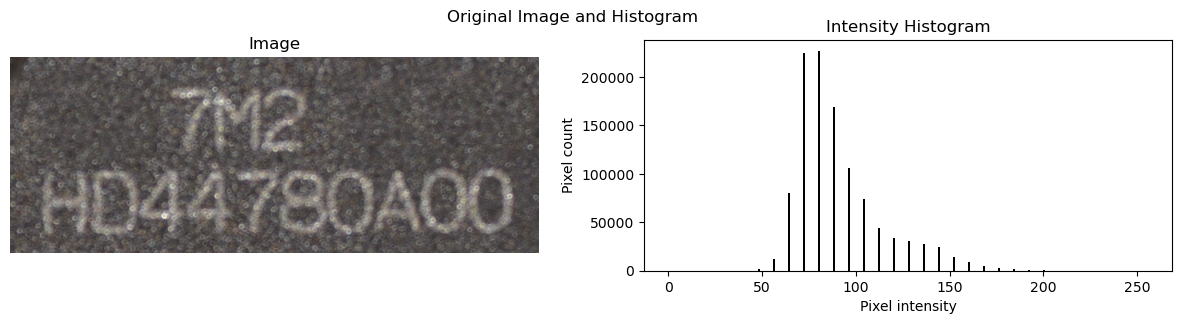 Original Image and Histogram
Image
7M2
HD44780A00
Intensity Histogram
Pixel count
200000
150000
100000
50000
0
0 50 100 150 200 250
Pixel intensity